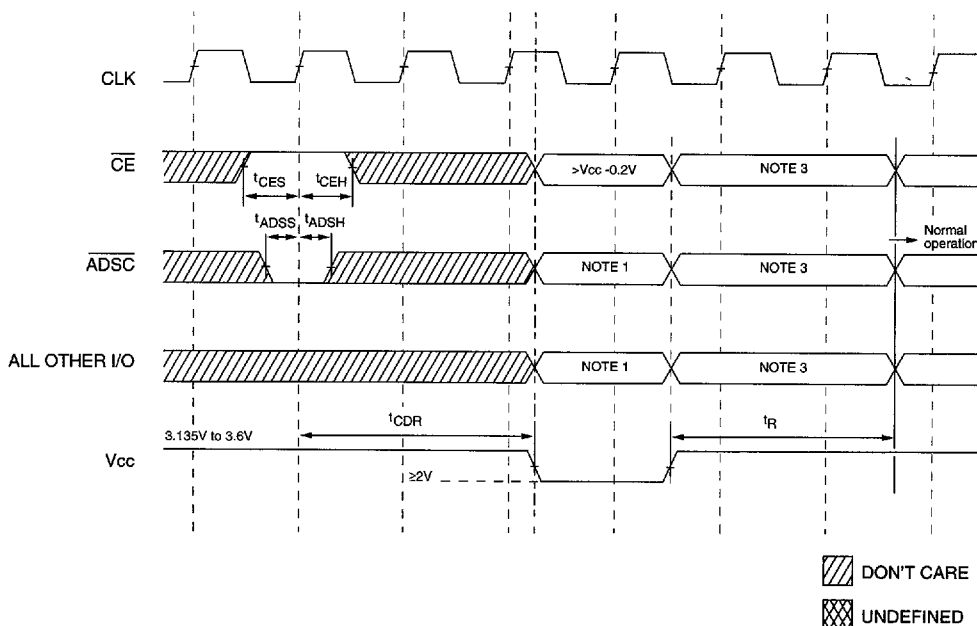 CLK
CE
tCES
tCEH
>Vcc -0.2V
NOTE 3
tADSS
tADSH
Normal
operation
ADSC
NOTE 1
NOTE 3
ALL OTHER I/O
NOTE 1
NOTE 3
tCDR
tR
3.135V to 3.6V
Vcc
≥2V
DON'T CARE
UNDEFINED